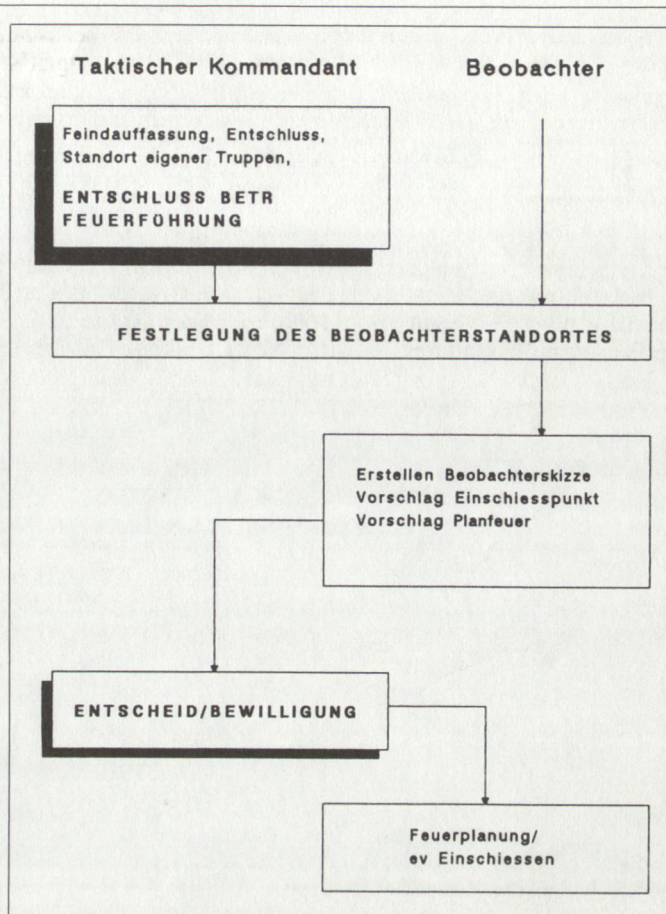 Taktischer Kommandant
Beobachter
Feindauffassung, Entschluss,
Standort eigener Truppen,
ENTSCHLUSS BETR
FEUERFÜHRUNG
FESTLEGUNG DES BEOBACHTERSTANDORTES
Erstellen Beobachterskizze
Vorschlag Einschiesspunkt
Vorschlag Planfeuer
ENTSCHEID/BEWILLIGUNG
Feuerplanung/
ev Einschiessen